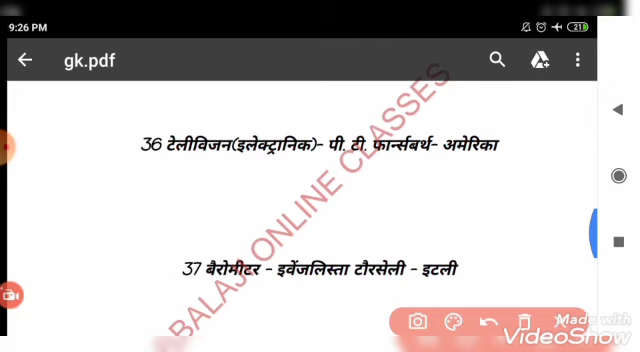 9:26 PM
21
gk.pdf
36 टेलीविजन(इलेक्ट्रानिक)- पी. टी. फार्न्सबर्थ- अमेरिका
37 बैरोमीटर - इवेंजलिस्ता टौरसेली - इटली
BALAJI ONLINE CLASSES
Made with
VideoShow